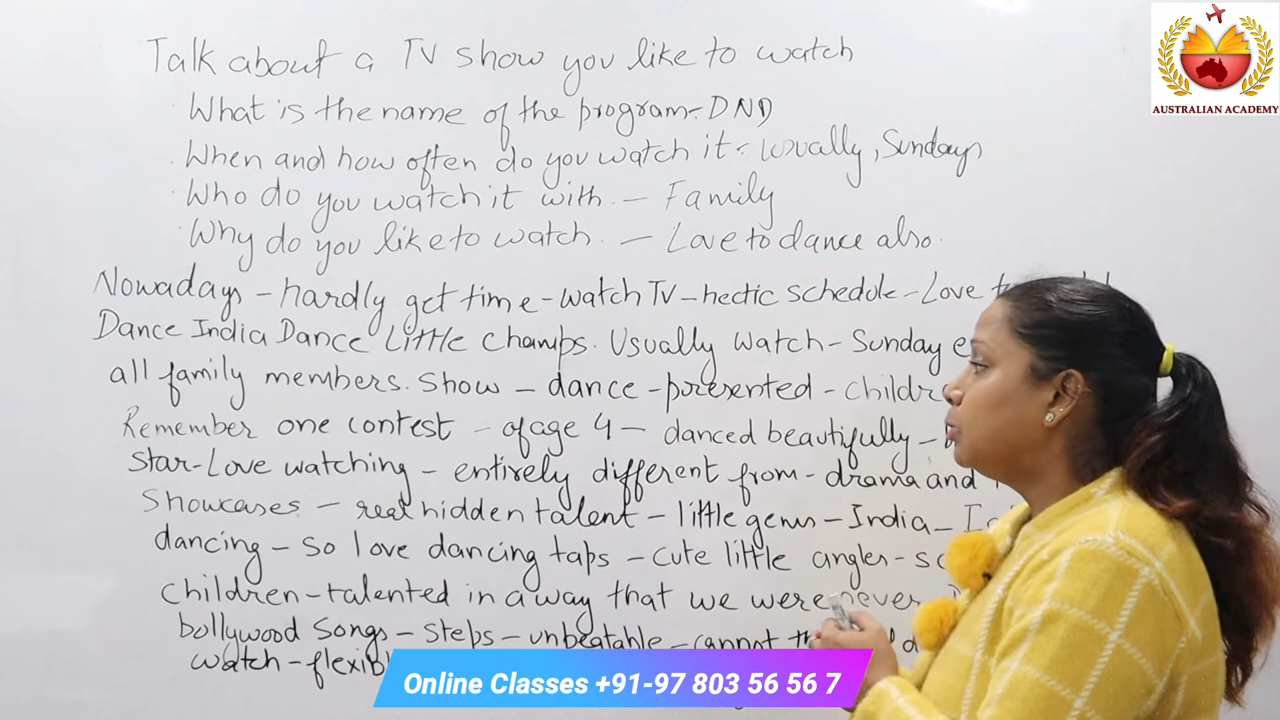 Talk about a TV show you like to watch
What is the name of the program - DND
When and how often do you watch it - Usually, Sundays
Who do you watch it with - Family
Why do you like to watch. - Love to dance also.
Nowadays - hardly get time - watch TV - hectic schedole - Love
Dance India Dance Little Champs. Usually watch - Sunday
all family members. Show - dance - presented -
Remember one contest - of age 4 - danced beautifully -
Star - Love watching - entirely different from - drama and
Showcases - real hidden talent - little gems - India -
dancing - so love dancing taps - cute little angles -
children - talented in a way that we were never
bollywood Songs - Steps - unbeatable - cannot
watch -
AUSTRALIAN ACADEMY
Online Classes +91-97 803 56 56 7